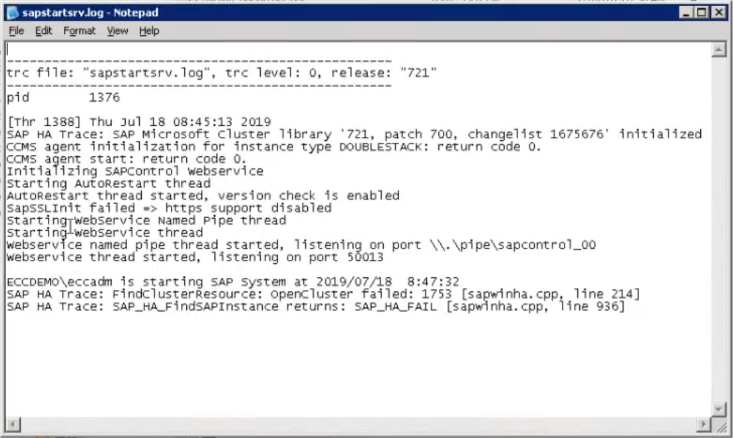 sapstartsrv.log - Notepad
File Edit Format View Help
---------------------------------------------------
trc file: "sapstartsrv.log", trc level: 0, release: "721"
---------------------------------------------------
pid 1376
[Thr 1388] Thu Jul 18 08:45:13 2019
SAP HA Trace: SAP Microsoft Cluster library '721, patch 700, changelist 1675676' initialized
CCMS agent initialization for instance type DOUBLESTACK: return code 0.
CCMS agent start: return code 0.
Initializing SAPControl Webservice
Starting AutoRestart thread
AutoRestart thread started, version check is enabled
SapSSLInit failed => https support disabled
Starting WebService Named Pipe thread
Starting WebService thread
Webservice named pipe thread started, listening on port \\.\pipe\sapcontrol_00
Webservice thread started, listening on port 50013
ECCDEMO\eccadm is starting SAP System at 2019/07/18 8:47:32
SAP HA Trace: FindClusterResource: OpenCluster failed: 1753 [sapwinha.cpp, line 214]
SAP HA Trace: SAP_HA_FindSAPInstance returns: SAP_HA_FAIL [sapwinha.cpp, line 936]